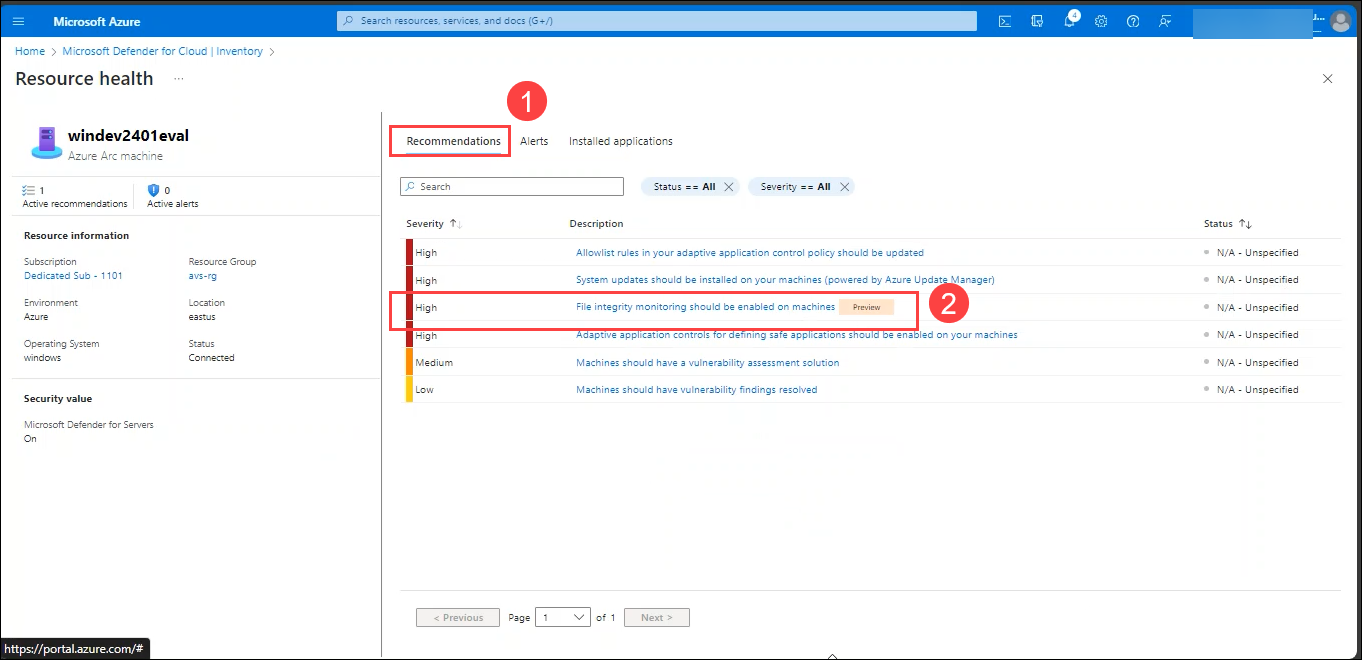 Microsoft Azure
Search resources, services, and docs (G+/)
4
Home > Microsoft Defender for Cloud | Inventory >
Resource health ...
1
windev2401eval
Azure Arc machine
1
Active recommendations
0
Active alerts
Resource information
Subscription
Dedicated Sub - 1101
Resource Group
avs-rg
Environment
Azure
Location
eastus
Operating System
windows
Status
Connected
Security value
Microsoft Defender for Servers
On
Recommendations Alerts Installed applications
Search Status == All Severity == All
Severity Description Status
High Allowlist rules in your adaptive application control policy should be updated N/A - Unspecified
High System updates should be installed on your machines (powered by Azure Update Manager) N/A - Unspecified
High File integrity monitoring should be enabled on machines Preview N/A - Unspecified
2
High Adaptive application controls for defining safe applications should be enabled on your machines N/A - Unspecified
Medium Machines should have a vulnerability assessment solution N/A - Unspecified
Low Machines should have vulnerability findings resolved N/A - Unspecified
< Previous Page 1 of 1 Next >
https://portal.azure.com/#